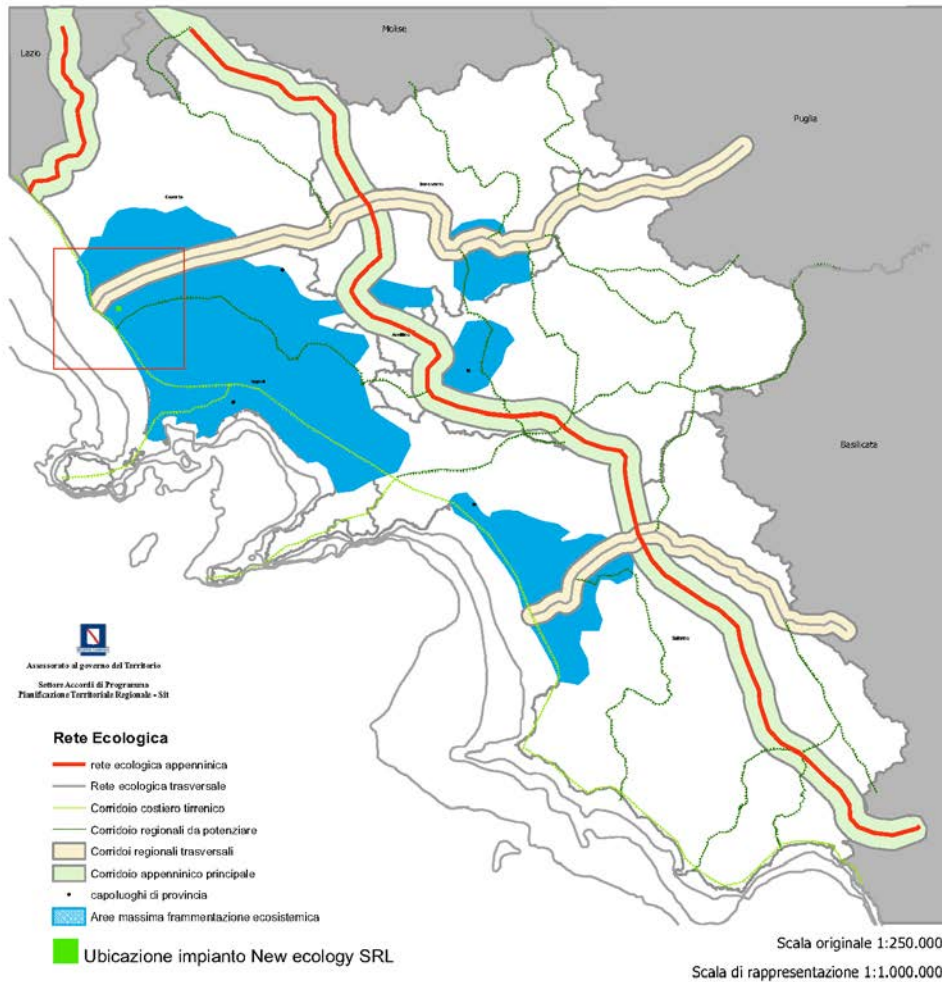 Molise
Lazio
Puglia
Benevento
Caserta
Avellino
Napoli
Basilicata
Salerno
Assessorato al governo del Territorio
Settore Accordi di Programma
Pianificazione Territoriale Regionale - Sit
Rete Ecologica
rete ecologica appenninica
Rete ecologica trasversale
Corridoio costiero tirrenico
Corridoio regionali da potenziare
Corridoi regionali trasversali
Corridoio appenninico principale
capoluoghi di provincia
Aree massima frammentazione ecosistemica
Ubicazione impianto New ecology SRL
Scala originale 1:250.000
Scala di rappresentazione 1:1.000.000